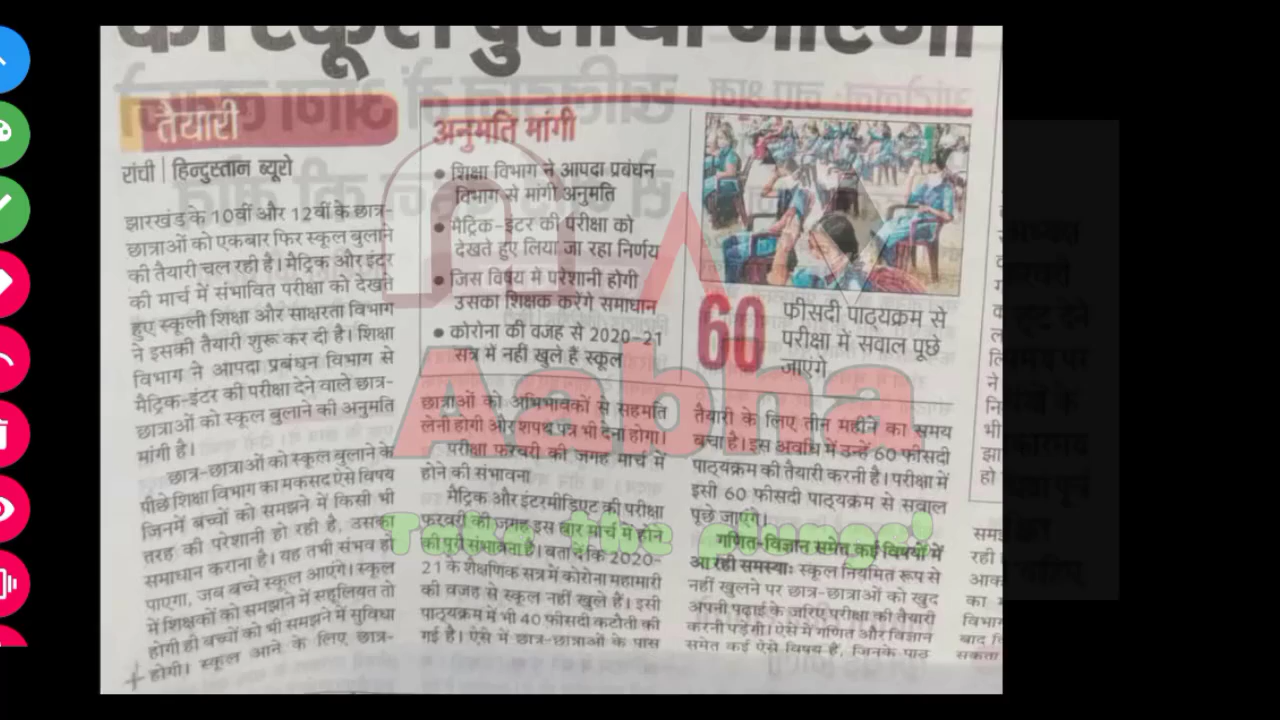 को स्कूल बुलाया जाएगा
तैयारी
रांची | हिन्दुस्तान ब्यूरो
झारखंड के 10वीं और 12वीं के छात्र-
छात्राओं को एकबार फिर स्कूल बुलाने
की तैयारी चल रही है। मैट्रिक और इंटर
की मार्च में संभावित परीक्षा को देखते
हुए स्कूली शिक्षा और साक्षरता विभाग
ने इसकी तैयारी शुरू कर दी है। शिक्षा
विभाग ने आपदा प्रबंधन विभाग से
मैट्रिक-इंटर की परीक्षा देने वाले छात्र-
छात्राओं को स्कूल बुलाने की अनुमति
मांगी है।
छात्र-छात्राओं को स्कूल बुलाने के
पीछे शिक्षा विभाग का मकसद ऐसे विषय
जिनमें बच्चों को समझने में किसी भी
तरह की परेशानी हो रही है, उसका
समाधान कराना है। यह तभी संभव हो
पाएगा, जब बच्चे स्कूल आएंगे। स्कूल
में शिक्षकों को समझाने में सहूलियत तो
होगी ही बच्चों को भी समझने में सुविधा
होगी। स्कूल आने के लिए छात्र-
अनुमति मांगी
• शिक्षा विभाग ने आपदा प्रबंधन
विभाग से मांगी अनुमति
• मैट्रिक-इंटर की परीक्षा को
देखते हुए लिया जा रहा निर्णय
• जिस विषय में परेशानी होगी
उसका शिक्षक करेंगे समाधान
• कोरोना की वजह से 2020-21
सत्र में नहीं खुले हैं स्कूल
छात्राओं को अभिभावकों से सहमति
लेनी होगी और शपथ पत्र भी देना होगा।
परीक्षा फरवरी की जगह मार्च में
होने की संभावना
मैट्रिक और इंटरमीडिएट की परीक्षा
फरवरी की जगह इस बार मार्च में होने
की पूरी संभावना है। बता दें कि 2020-
21 के शैक्षणिक सत्र में कोरोना महामारी
की वजह से स्कूल नहीं खुले हैं। इसी
पाठ्यक्रम में भी 40 फीसदी कटौती की
गई है। ऐसे में छात्र-छात्राओं के पास
60 फीसदी पाठ्यक्रम से
परीक्षा में सवाल पूछे
जाएंगे
तैयारी के लिए तीन महीने का समय
बचा है। इस अवधि में उन्हें 60 फीसदी
पाठ्यक्रम की तैयारी करनी है। परीक्षा में
इसी 60 फीसदी पाठ्यक्रम से सवाल
पूछे जाएंगे।
गणित-विज्ञान समेत कई विषयों में
आ रही समस्या: स्कूल नियमित रूप से
नहीं खुलने पर छात्र-छात्राओं को खुद
अपनी पढ़ाई के जरिए परीक्षा की तैयारी
करनी पड़ेगी। ऐसे में गणित और विज्ञान
समेत कई ऐसे विषय हैं, जिनके पाठ
Aabha
Take the plunge!